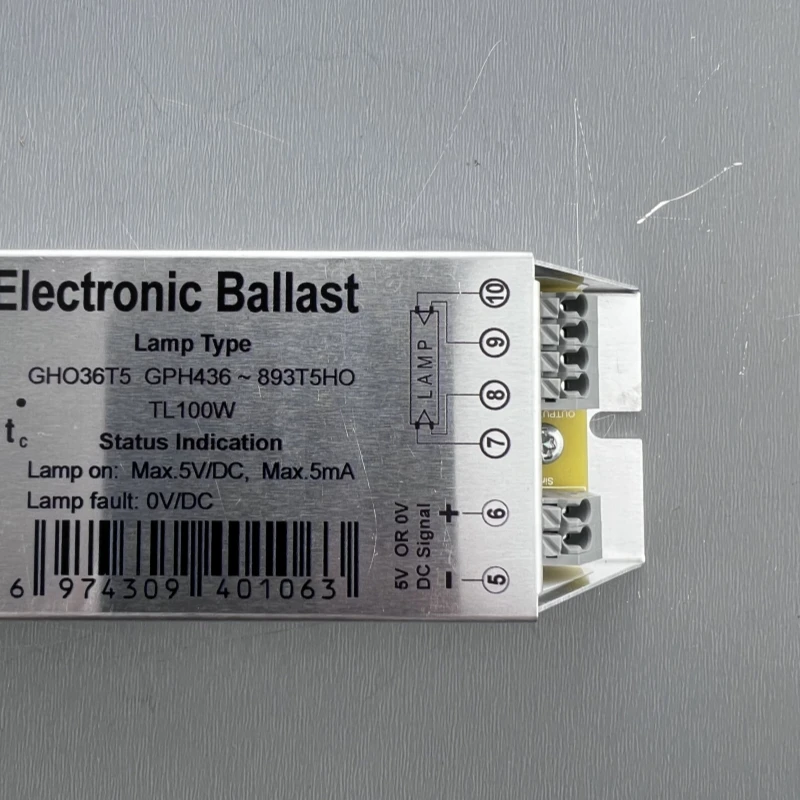 Electronic Ballast
Lamp Type
GHO36T5 GPH436 ~ 893T5HO
TL100W
tc
Status Indication
Lamp on: Max.5V/DC, Max.5mA
Lamp fault: 0V/DC
6 974309 401063
LAMP
10
9
8
7
5V OR 0V
DC Signal
+ 6
- 5
OUTPU